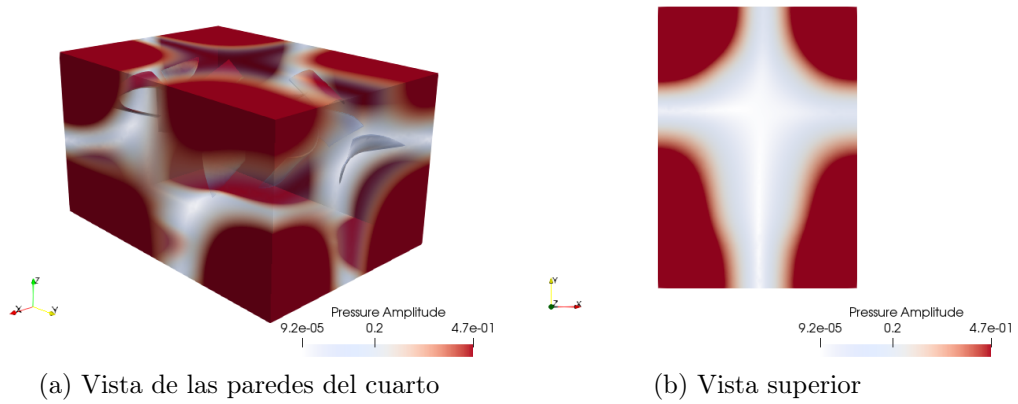 Z
X
Y
Pressure Amplitude
9.2e-05 0.2 4.7e-01
(a) Vista de las paredes del cuarto
Y
Z
X
Pressure Amplitude
9.2e-05 0.2 4.7e-01
(b) Vista superior